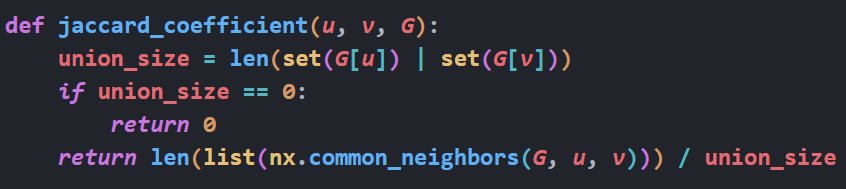 def jaccard_coefficient(u, v, G):
    union_size = len(set(G[u]) | set(G[v]))
    if union_size == 0:
        return 0
    return len(list(nx.common_neighbors(G, u, v))) / union_size